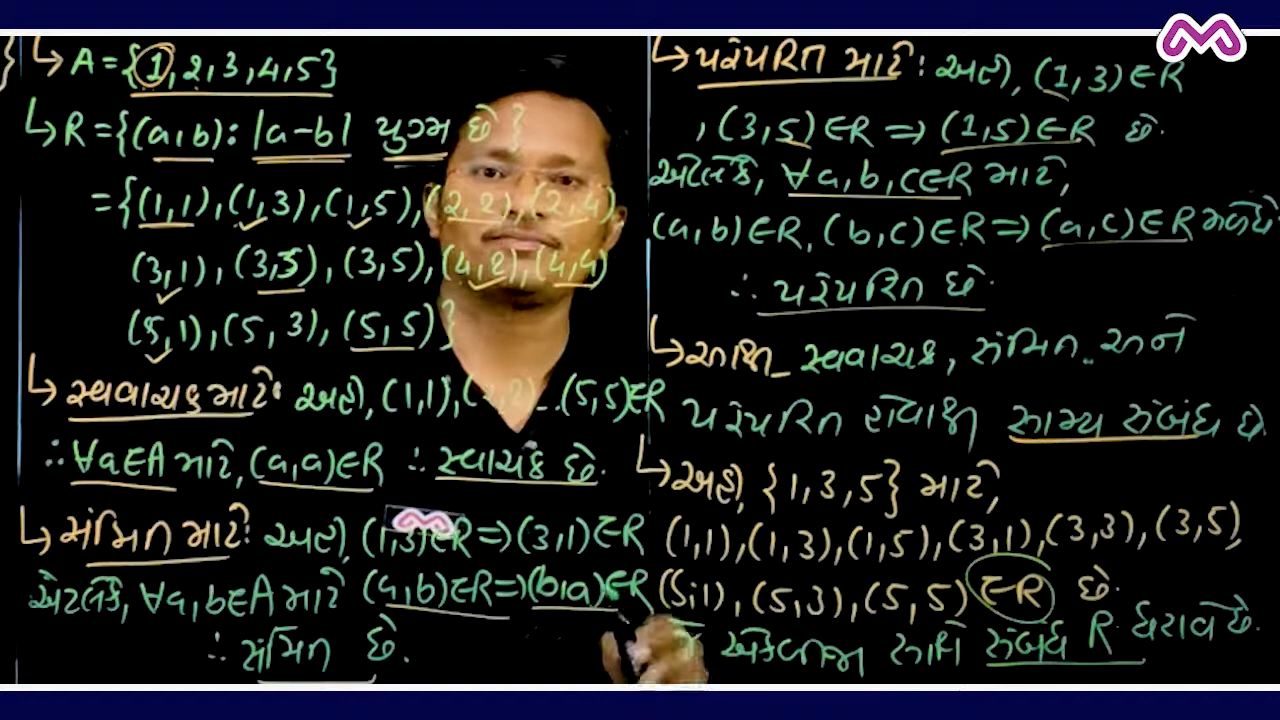 }
↳ A = {1, 2, 3, 4, 5}
↳ R = {(a, b) : |a-b| યુગ્મ છે }
= {(1,1), (1,3), (1,5), (2,2), (2,4),
(3,1), (3,3), (3,5), (4,2), (4,4)
(5,1), (5,3), (5,5)}
↳ સ્વવાચક માટે: અહીં, (1,1), (2,2)... (5,5)∈R
∴ ∀a∈A માટે, (a,a)∈R ∴ સ્વવાચક છે.
↳ સંમિત માટે: અહીં, (1,3)∈R ⇒ (3,1)∈R
એટલેકે, ∀a,b∈A માટે (a,b)∈R ⇒ (b,a)∈R
∴ સંમિત છે.
↳ પરંપરિત માટે: અહીં, (1,3)∈R
, (3,5)∈R ⇒ (1,5)∈R છે.
એટલેકે, ∀a,b,c∈R માટે,
(a,b)∈R, (b,c)∈R ⇒ (a,c)∈R મળે છે
∴ પરંપરિત છે.
↳ સ્વવાચક, સંમિત અને
પરંપરિત હોવાથી સામ્ય સંબંધ છે
↳ અહીં, {1,3,5} માટે,
(1,1), (1,3), (1,5), (3,1), (3,3), (3,5),
(5,1), (5,3), (5,5) ∈R છે.
એકબીજા સાથે સંબંધ R ધરાવે છે.